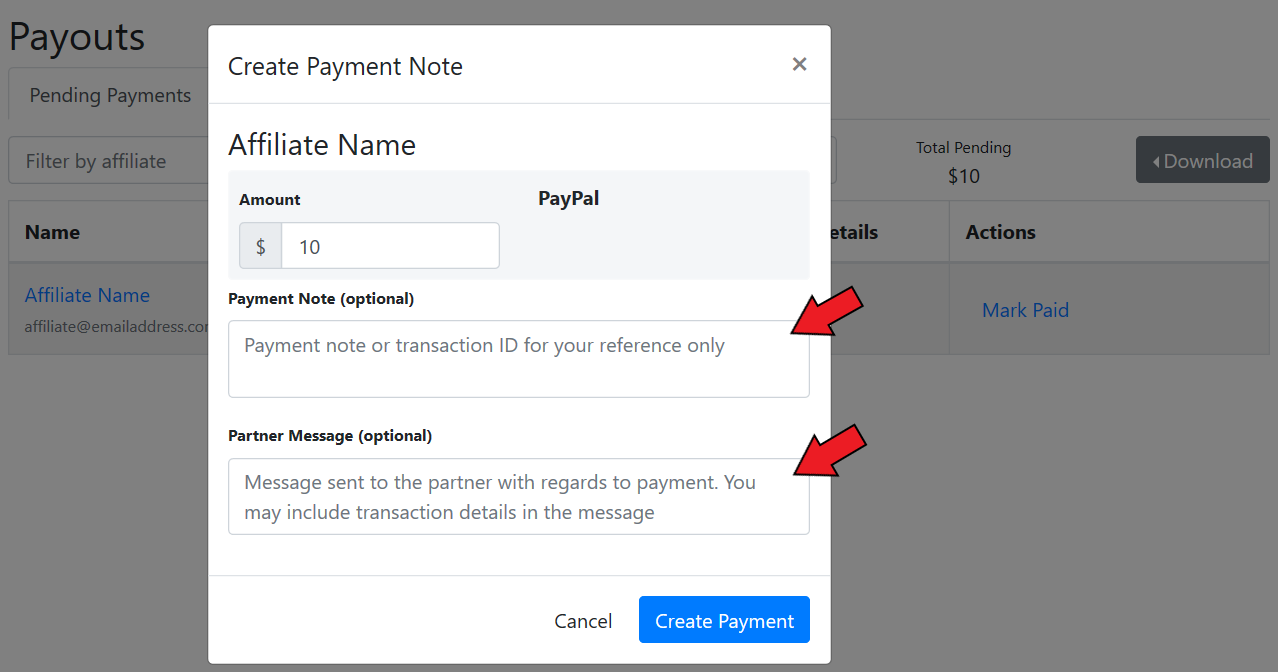 Payouts
Pending Payments
Filter by affiliate
Total Pending
$10
Download
Name
etails
Actions
Affiliate Name
affiliate@emailaddress.con
Mark Paid
Create Payment Note
×
Affiliate Name
Amount
PayPal
$ 10
Payment Note (optional)
Payment note or transaction ID for your reference only
Partner Message (optional)
Message sent to the partner with regards to payment. You
may include transaction details in the message
Cancel
Create Payment